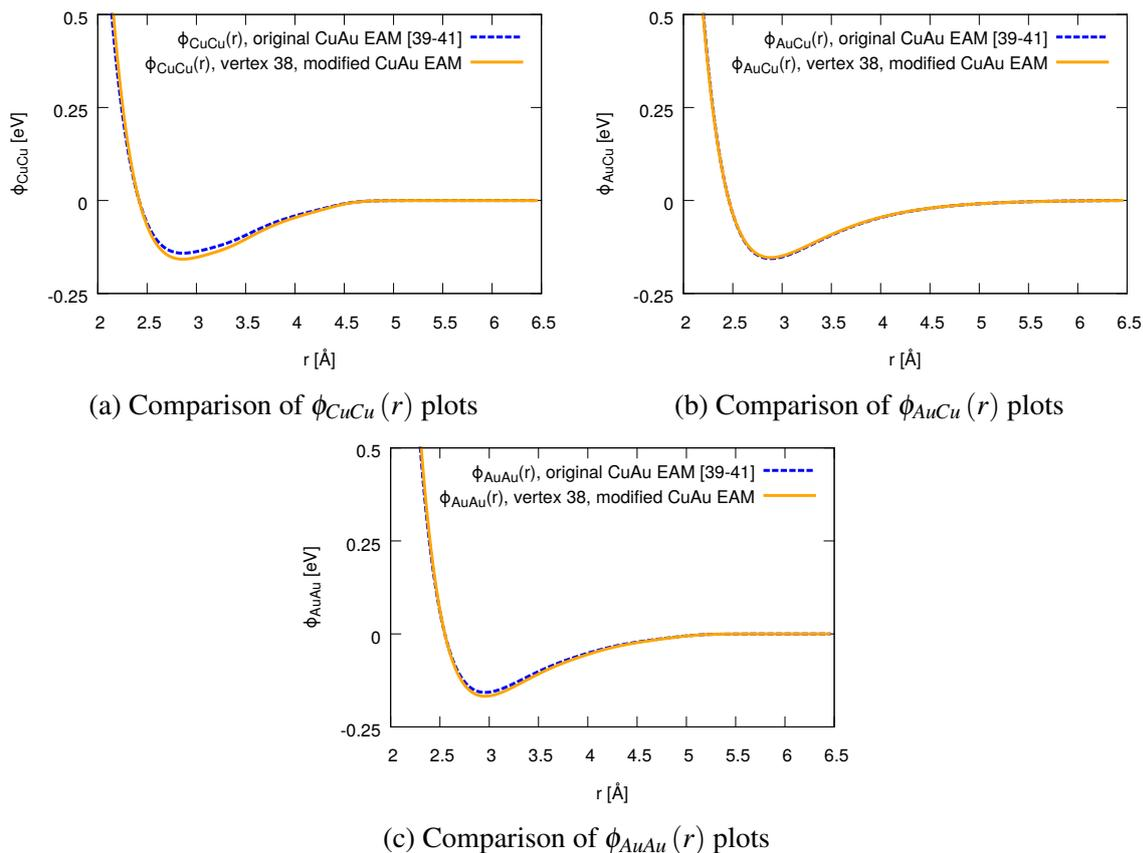 0.5
0.25
0
-0.25
ϕCuCu [eV]
ϕCuCu(r), original CuAu EAM [39-41]
ϕCuCu(r), vertex 38, modified CuAu EAM
2 2.5 3 3.5 4 4.5 5 5.5 6 6.5
r [Å]
(a) Comparison of ϕCuCu (r) plots
0.5
0.25
0
-0.25
ϕAuCu [eV]
ϕAuCu(r), original CuAu EAM [39-41]
ϕAuCu(r), vertex 38, modified CuAu EAM
2 2.5 3 3.5 4 4.5 5 5.5 6 6.5
r [Å]
(b) Comparison of ϕAuCu (r) plots
0.5
0.25
0
-0.25
ϕAuAu [eV]
ϕAuAu(r), original CuAu EAM [39-41]
ϕAuAu(r), vertex 38, modified CuAu EAM
2 2.5 3 3.5 4 4.5 5 5.5 6 6.5
r [Å]
(c) Comparison of ϕAuAu (r) plots